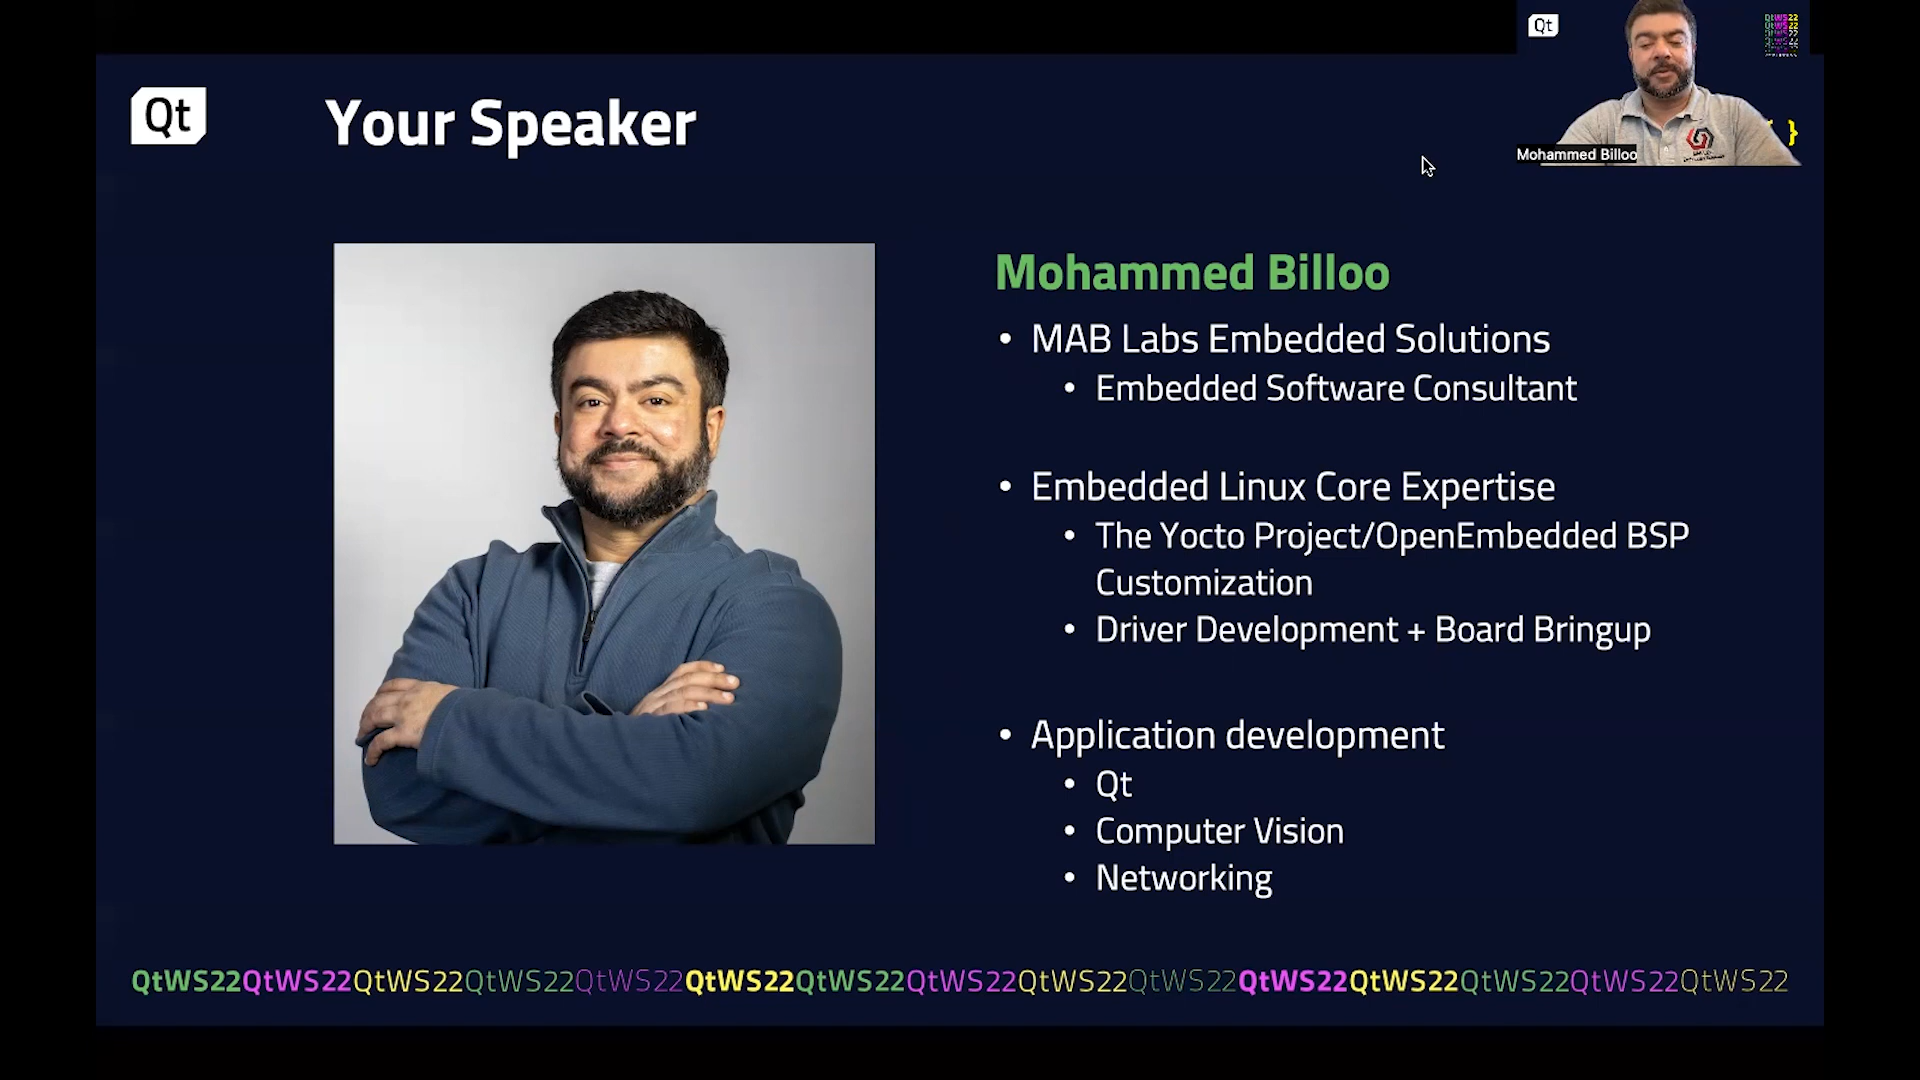 Qt
Your Speaker
Qt
Mohammed Billoo
Mohammed Billoo
• MAB Labs Embedded Solutions
• Embedded Software Consultant
• Embedded Linux Core Expertise
• The Yocto Project/OpenEmbedded BSP
Customization
• Driver Development + Board Bringup
• Application development
• Qt
• Computer Vision
• Networking
QtWS22QtWS22QtWS22QtWS22QtWS22QtWS22QtWS22QtWS22QtWS22QtWS22QtWS22QtWS22QtWS22QtWS22QtWS22